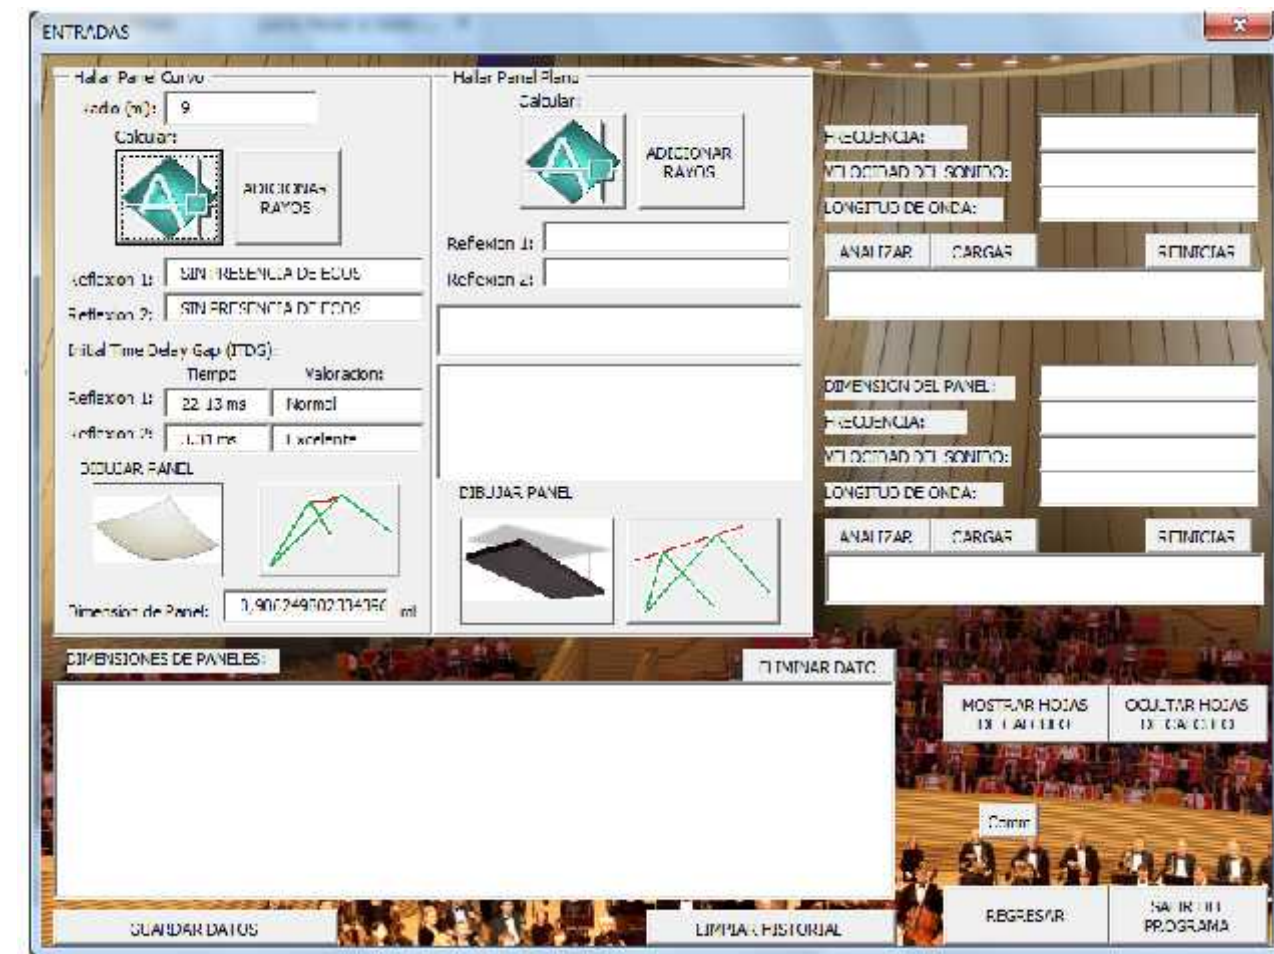 ENTRADAS
Hallar Panel Curvo
Radio (m): 9
Calcular:
ADICIONAR
RAYOS
Reflexion 1: SIN PRESENCIA DE ECOS
Reflexion 2: SIN PRESENCIA DE ECOS
Initial Time Delay Gap (ITDG):
Tiempo Valoracion:
Reflexion 1: 22,13 ms Normal
Reflexion 2: ms Excelente
DIBUJAR PANEL
Dimension de Panel: ml
Hallar Panel Plano
Calcular:
ADICIONAR
RAYOS
Reflexion 1:
Reflexion 2:
DIBUJAR PANEL
FRECUENCIA:
VELOCIDAD DEL SONIDO:
LONGITUD DE ONDA:
ANALIZAR CARGAR REINICIAR
DIMENSION DEL PANEL:
FRECUENCIA:
VELOCIDAD DEL SONIDO:
LONGITUD DE ONDA:
ANALIZAR CARGAR REINICIAR
DIMENSIONES DE PANELES:
ELIMINAR DATO
MOSTRAR HOJAS
DE CALCULO
OCULTAR HOJAS
DE CALCULO
Comm
GUARDAR DATOS
LIMPIAR HISTORIAL
REGRESAR
SALIR DEL
PROGRAMA